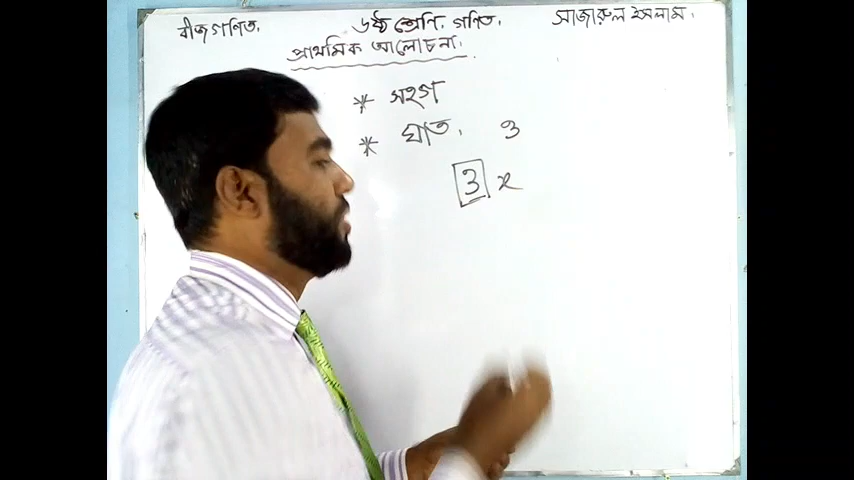 বীজগণিত. ৬ষ্ঠ শ্রেণি. গণিত. সাজারুল ইসলাম.
প্রাথমিক আলোচনা.
* সহগ
* ঘাত. ও
3 x